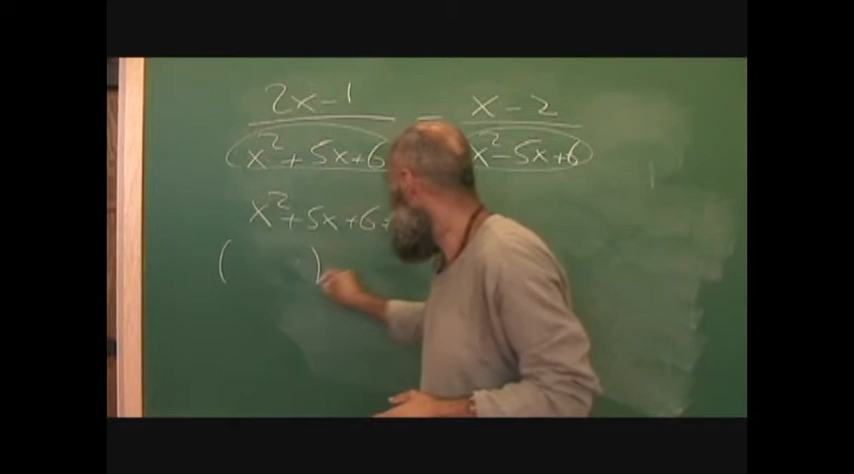 2x-1 = x-2
x²+5x+6 x²-5x+6
x²+5x+6
( )